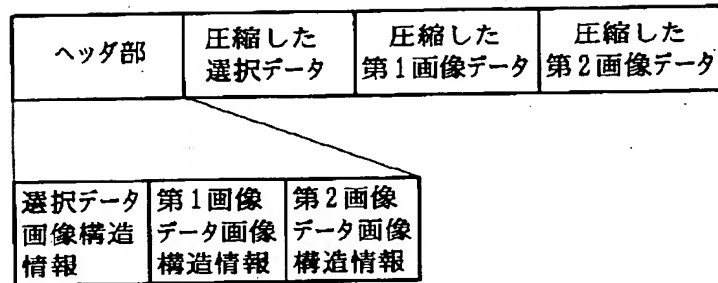 ヘッダ部
圧縮した
選択データ
圧縮した
第1画像データ
圧縮した
第2画像データ
選択データ
画像構造
情報
第1画像
データ画像
構造情報
第2画像
データ画像
構造情報